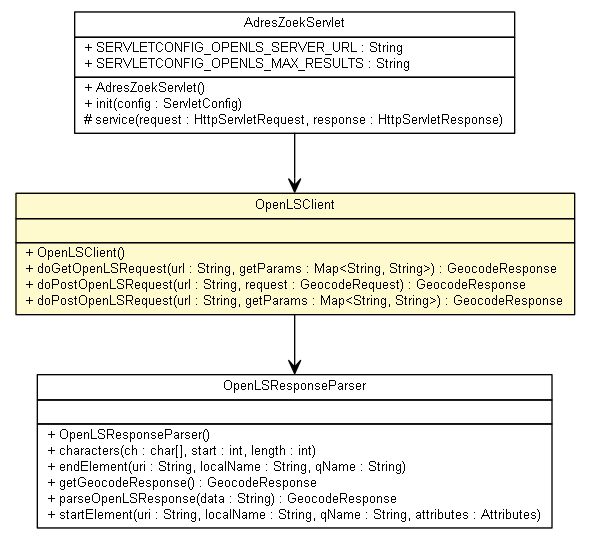 AdresZoekServlet
+ SERVLETCONFIG_OPENLS_SERVER_URL : String
+ SERVLETCONFIG_OPENLS_MAX_RESULTS : String
+ AdresZoekServlet()
+ init(config : ServletConfig)
# service(request : HttpServletRequest, response : HttpServletResponse)
OpenLSClient
+ OpenLSClient()
+ doGetOpenLSRequest(url : String, getParams : Map<String, String>) : GeocodeResponse
+ doPostOpenLSRequest(url : String, request : GeocodeRequest) : GeocodeResponse
+ doPostOpenLSRequest(url : String, getParams : Map<String, String>) : GeocodeResponse
OpenLSResponseParser
+ OpenLSResponseParser()
+ characters(ch : char[], start : int, length : int)
+ endElement(uri : String, localName : String, qName : String)
+ getGeocodeResponse() : GeocodeResponse
+ parseOpenLSResponse(data : String) : GeocodeResponse
+ startElement(uri : String, localName : String, qName : String, attributes : Attributes)